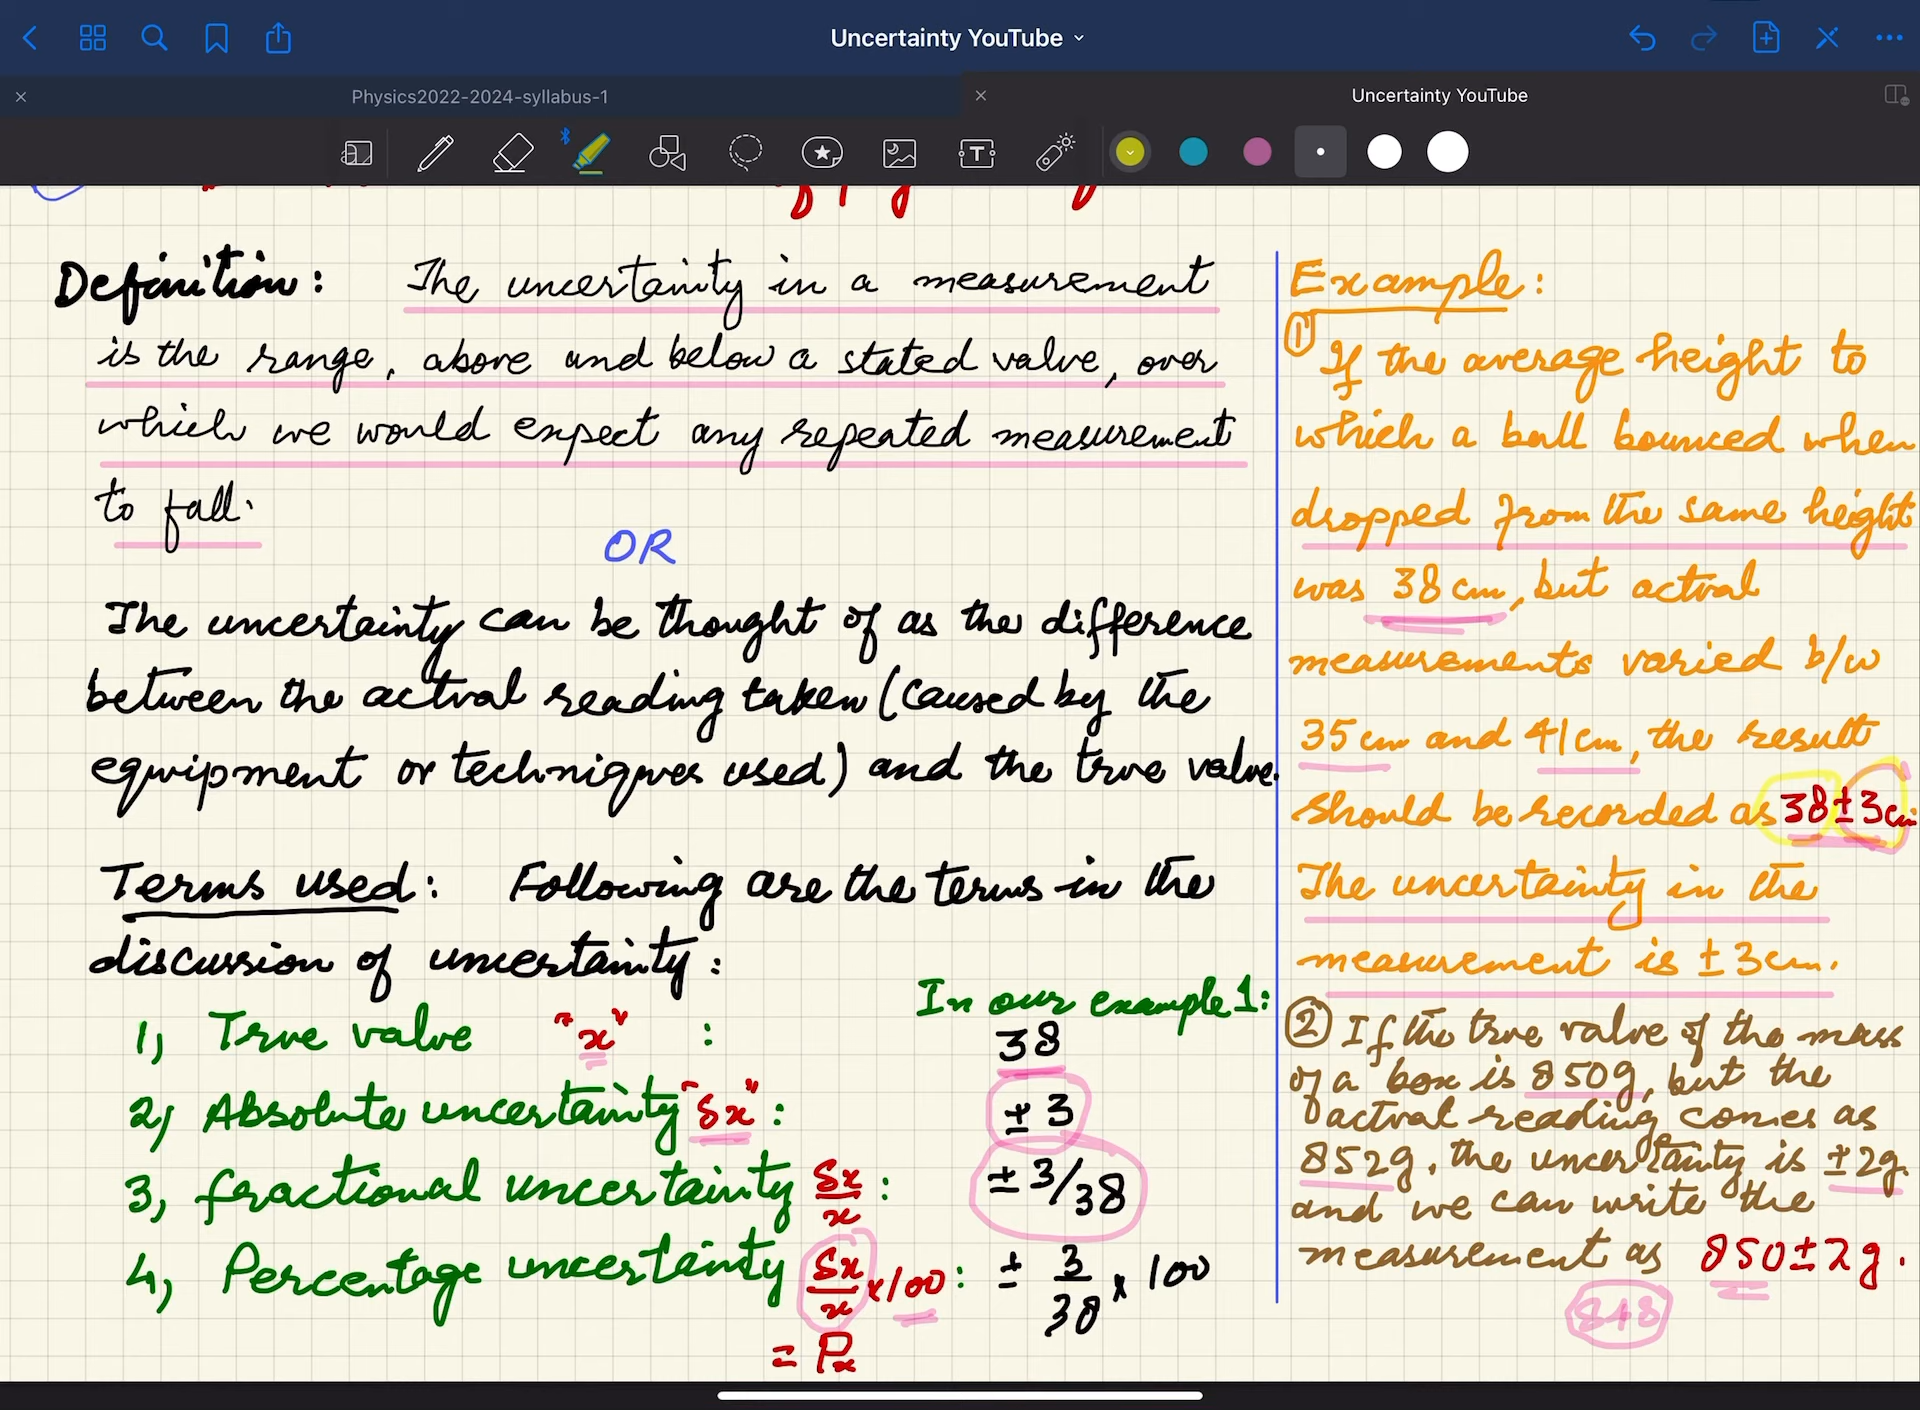 Uncertainty YouTube
Physics2022-2024-syllabus-1
Uncertainty YouTube
Definition: The uncertainity in a measurement
is the range, above and below a stated value, over
which we would expect any repeated measurement
to fall.
OR
The uncertainty can be thought of as the difference
between the actual reading taken (caused by the
equipment or techniques used) and the true value.
Terms used: Following are the terms in the
discussion of uncertainty:
In our example 1:
1, True value "x" : 38
2, Absolute uncertainty "δx": ± 3
3, fractional uncertainty δx/x : ± 3/38
4, Percentage uncertainty δx/x × 100 : ± 3/38 × 100
= Px
Example:
① If the average height to
which a ball bounced when
dropped from the same height
was 38 cm, but actual
measurements varied b/w
35 cm and 41 cm, the result
should be recorded as 38 ± 3 cm.
The uncertainty in the
measurement is ± 3 cm.
② If the true value of the mass
of a box is 850g, but the
actual reading comes as
852g. the uncertainty is ± 2g.
and we can write the
measurement as 850 ± 2 g.
848